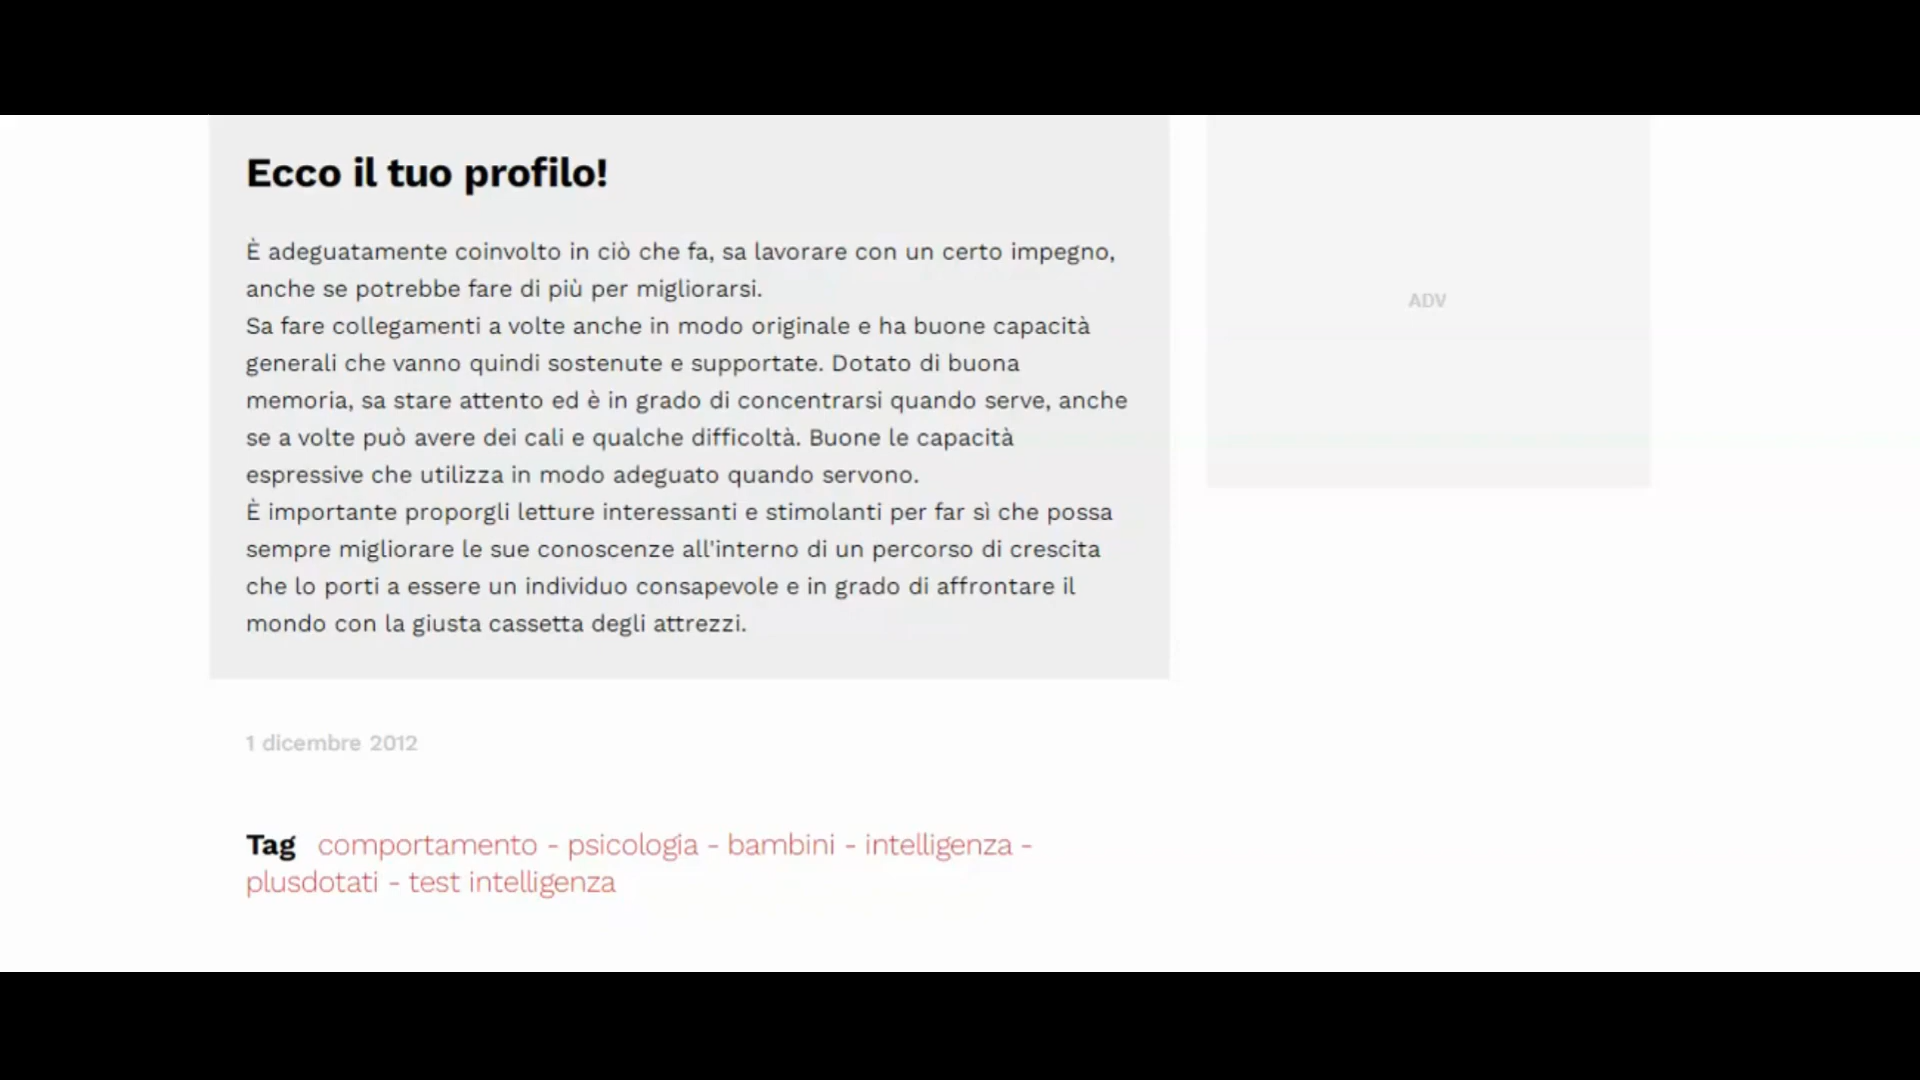 Ecco il tuo profilo!
È adeguatamente coinvolto in ciò che fa, sa lavorare con un certo impegno,
anche se potrebbe fare di più per migliorarsi.
Sa fare collegamenti a volte anche in modo originale e ha buone capacità
generali che vanno quindi sostenute e supportate. Dotato di buona
memoria, sa stare attento ed è in grado di concentrarsi quando serve, anche
se a volte può avere dei cali e qualche difficoltà. Buone le capacità
espressive che utilizza in modo adeguato quando servono.
È importante proporgli letture interessanti e stimolanti per far sì che possa
sempre migliorare le sue conoscenze all'interno di un percorso di crescita
che lo porti a essere un individuo consapevole e in grado di affrontare il
mondo con la giusta cassetta degli attrezzi.
ADV
1 dicembre 2012
Tag comportamento - psicologia - bambini - intelligenza -
plusdotati - test intelligenza